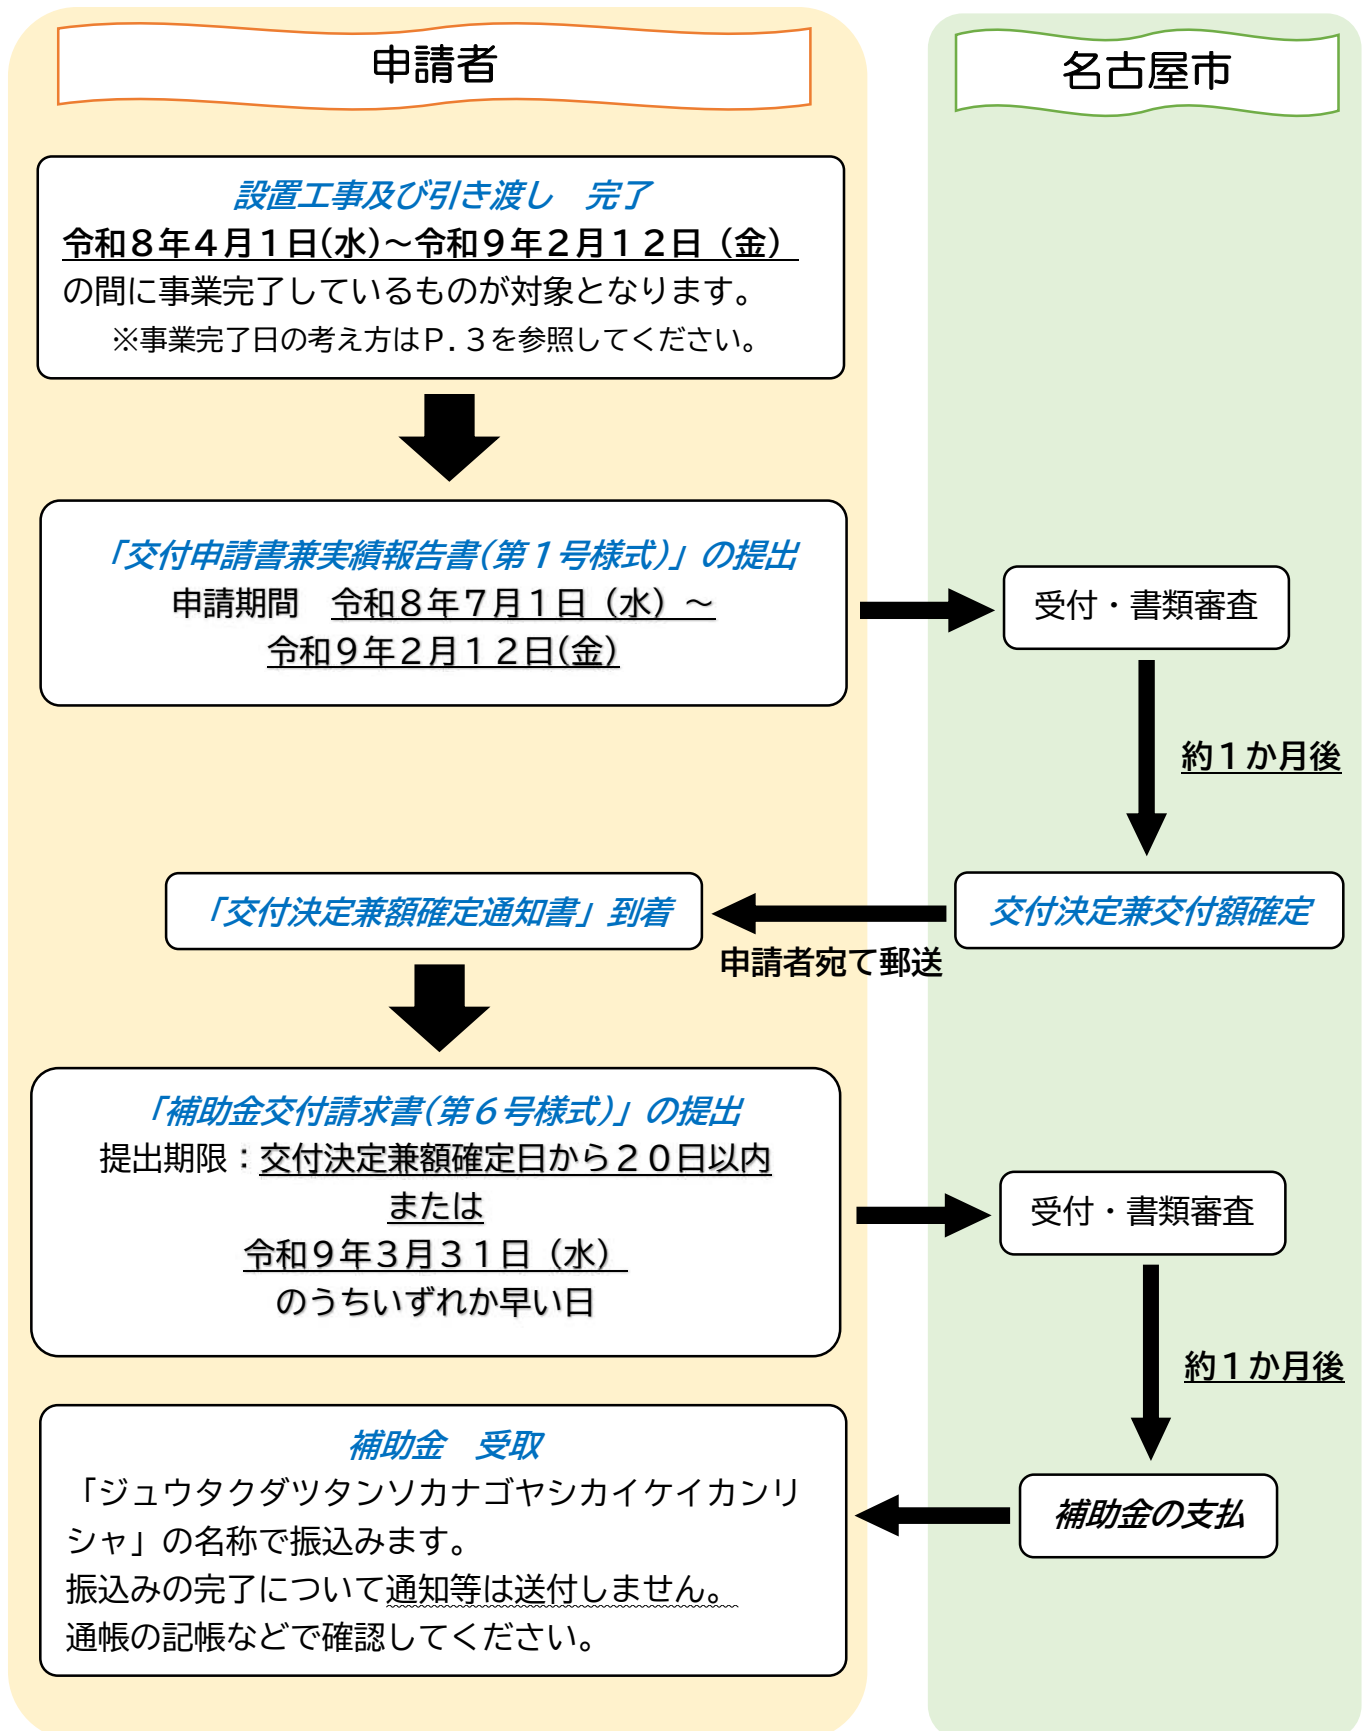 申請者
名古屋市
設置工事及び引き渡し　完了
令和８年４月１日(水)～令和９年２月１２日（金）
の間に事業完了しているものが対象となります。
※事業完了日の考え方はＰ．３を参照してください。
「交付申請書兼実績報告書(第１号様式)」の提出
申請期間　令和８年７月１日（水）～
令和９年２月１２日(金)
受付・書類審査
約１か月後
「交付決定兼額確定通知書」到着
交付決定兼交付額確定
申請者宛て郵送
「補助金交付請求書(第６号様式)」の提出
提出期限：交付決定兼額確定日から２０日以内
または
令和９年３月３１日（水）
のうちいずれか早い日
受付・書類審査
約１か月後
補助金　受取
「ジュウタクダツタンソカナゴヤシカイケイカンリ
シャ」の名称で振込みます。
振込みの完了について通知等は送付しません。
通帳の記帳などで確認してください。
補助金の支払